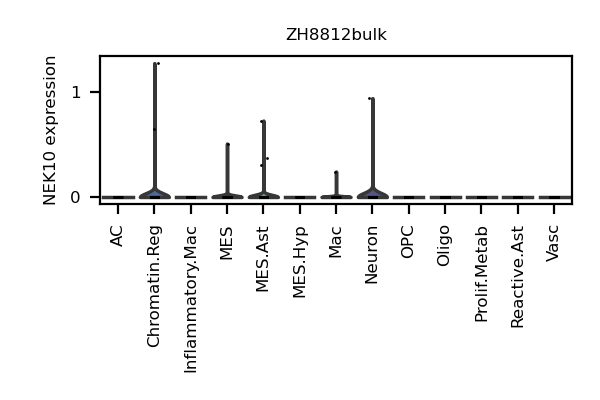 ZH8812bulk
NEK10 expression
1
0
AC
Chromatin.Reg
Inflammatory.Mac
MES
MES.Ast
MES.Hyp
Mac
Neuron
OPC
Oligo
Prolif.Metab
Reactive.Ast
Vasc